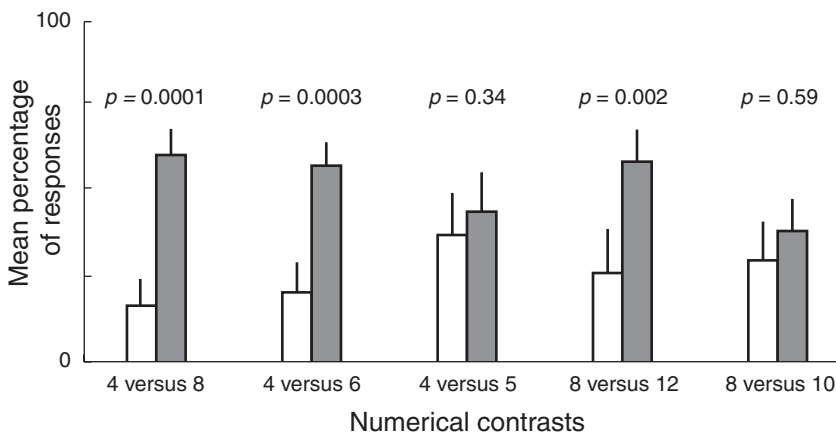 100
p = 0.0001 p = 0.0003 p = 0.34 p = 0.002 p = 0.59
Mean percentage
of responses
0
4 versus 8 4 versus 6 4 versus 5 8 versus 12 8 versus 10
Numerical contrasts